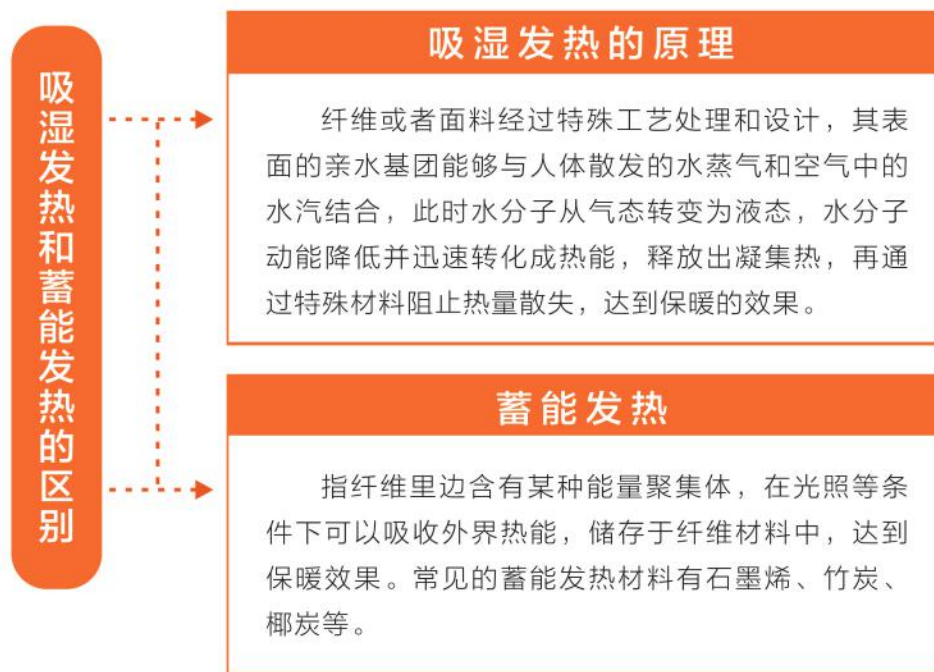 吸湿发热和蓄能发热的区别
吸湿发热的原理
纤维或者面料经过特殊工艺处理和设计，其表
面的亲水基团能够与人体散发的水蒸气和空气中的
水汽结合，此时水分子从气态转变为液态，水分子
动能降低并迅速转化成热能，释放出凝集热，再通
过特殊材料阻止热量散失，达到保暖的效果。
蓄能发热
指纤维里边含有某种能量聚集体，在光照等条
件下可以吸收外界热能，储存于纤维材料中，达到
保暖效果。常见的蓄能发热材料有石墨烯、竹炭、
椰炭等。